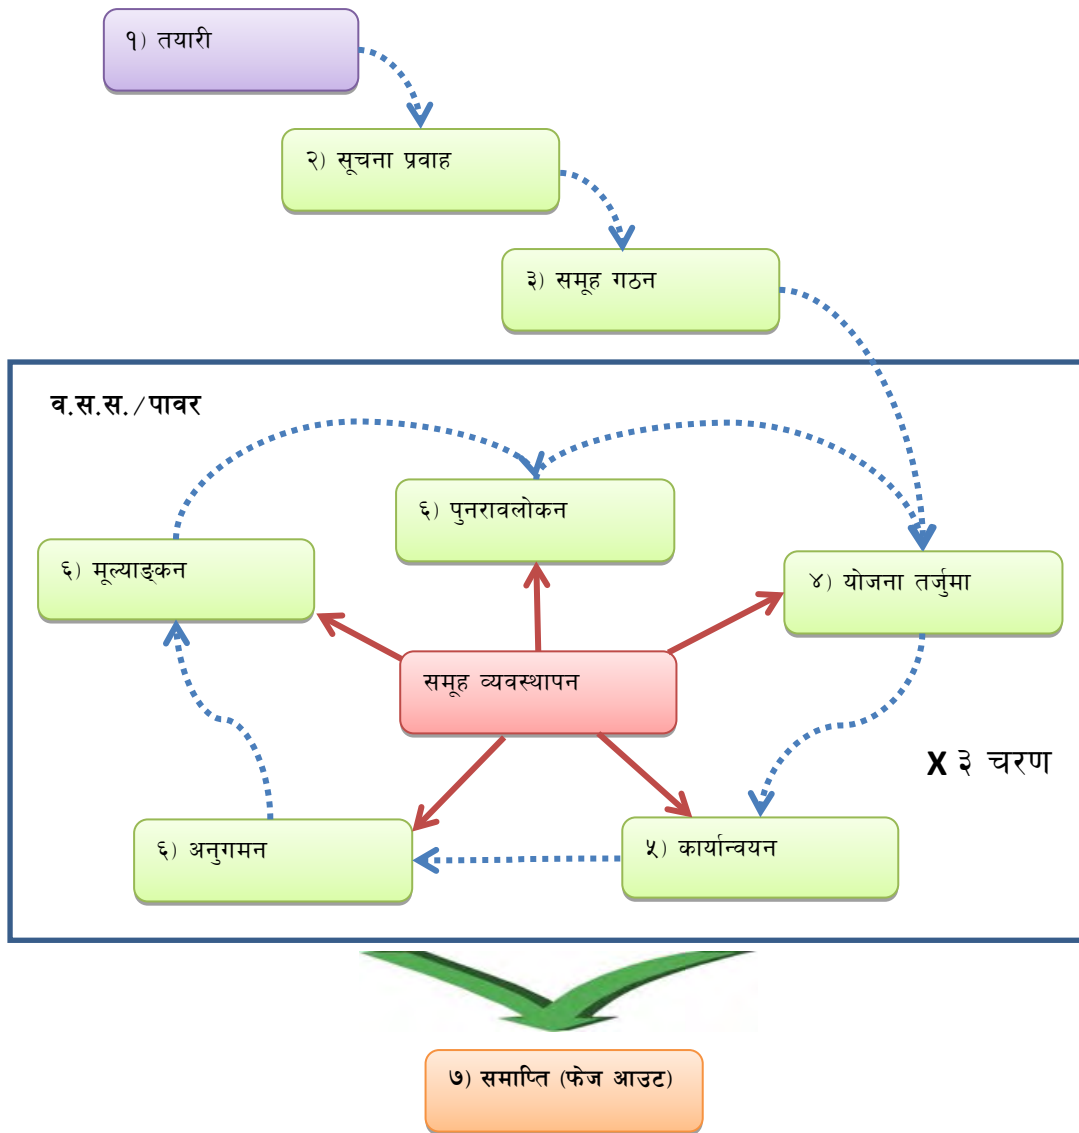 १) तयारी
२) सूचना प्रवाह
३) समूह गठन
व.स.स./पावर
६) पुनरावलोकन
६) मूल्याङ्कन
४) योजना तर्जुमा
समूह व्यवस्थापन
X ३ चरण
६) अनुगमन
५) कार्यान्वयन
७) समाप्ति (फेज आउट)